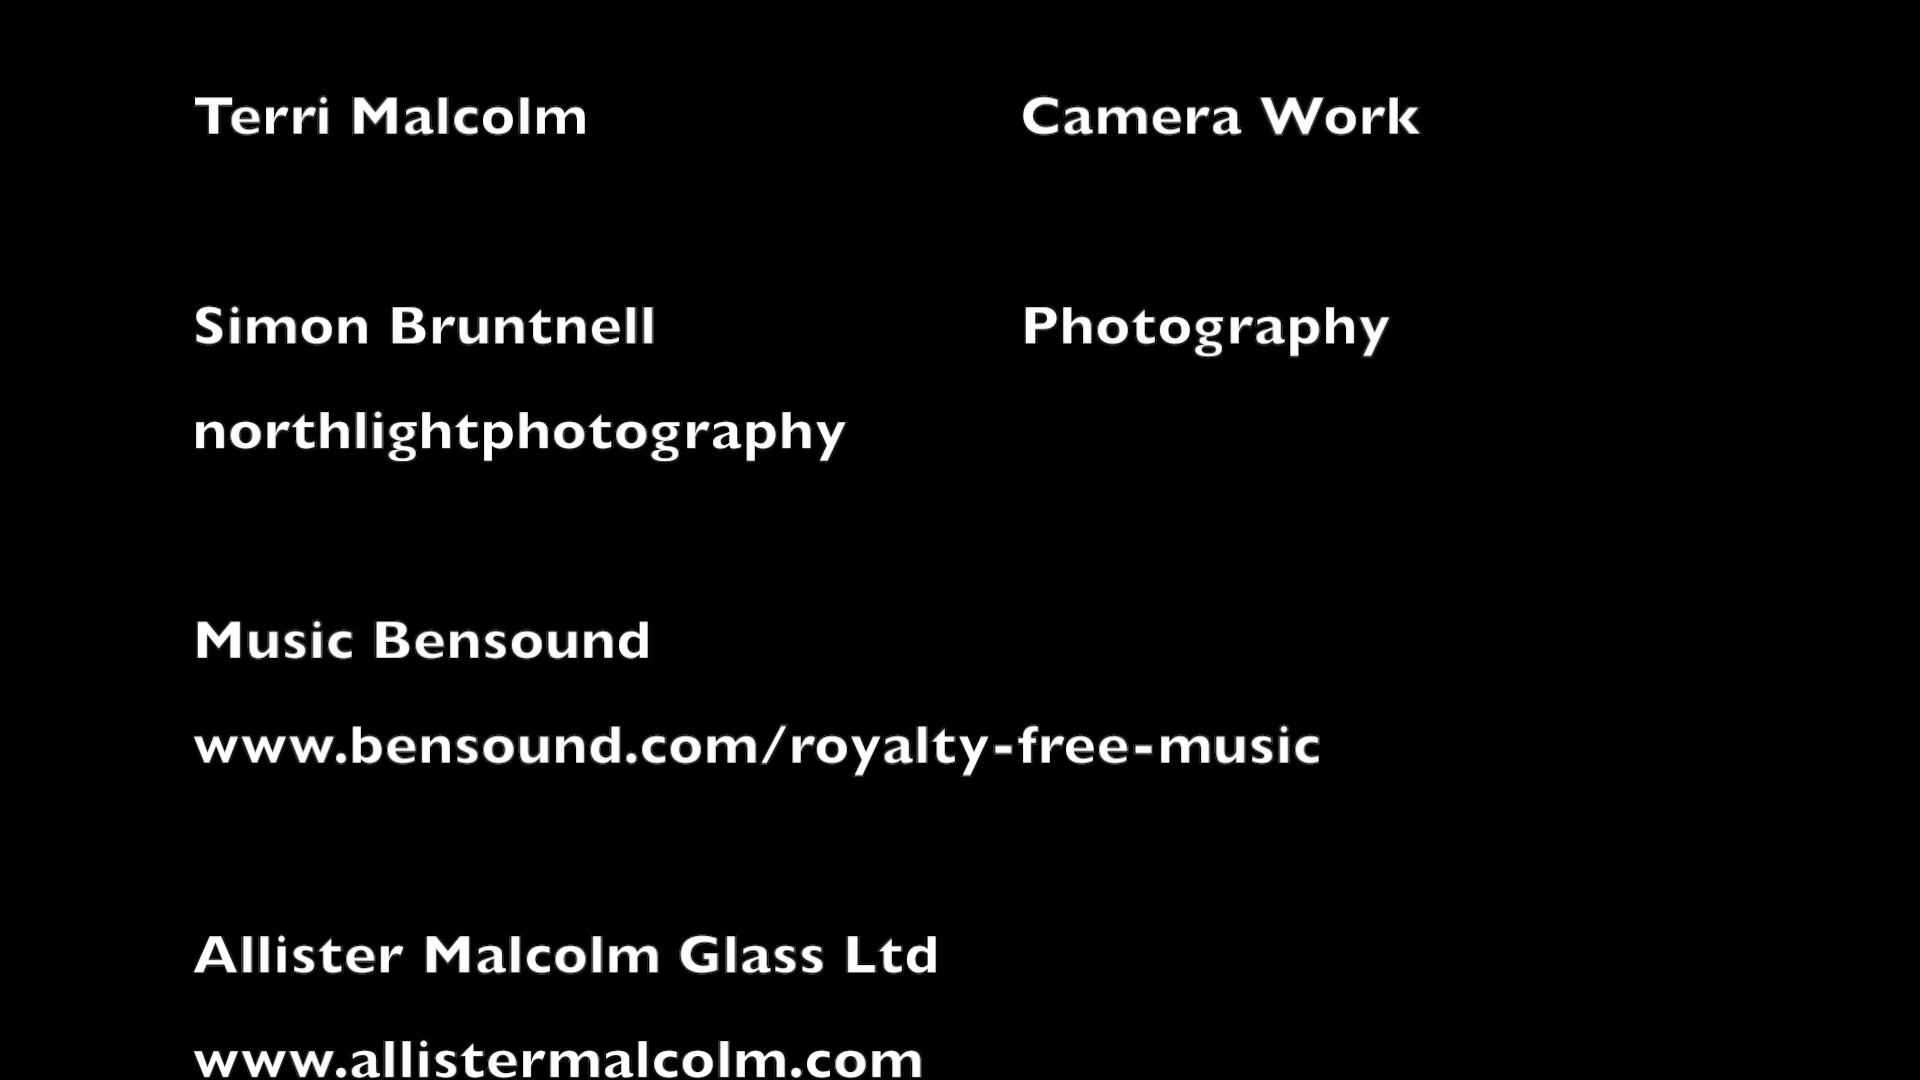 Terri Malcolm Camera Work
Simon Bruntnell Photography
northlightphotography
Music Bensound
www.bensound.com/royalty-free-music
Allister Malcolm Glass Ltd
www.allistermalcolm.com